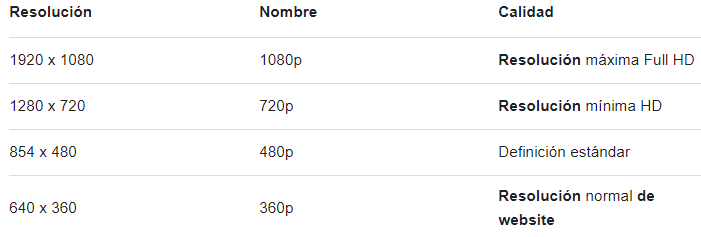 Resolución Nombre Calidad
1920 x 1080 1080p Resolución máxima Full HD
1280 x 720 720p Resolución mínima HD
854 x 480 480p Definición estándar
640 x 360 360p Resolución normal de
website